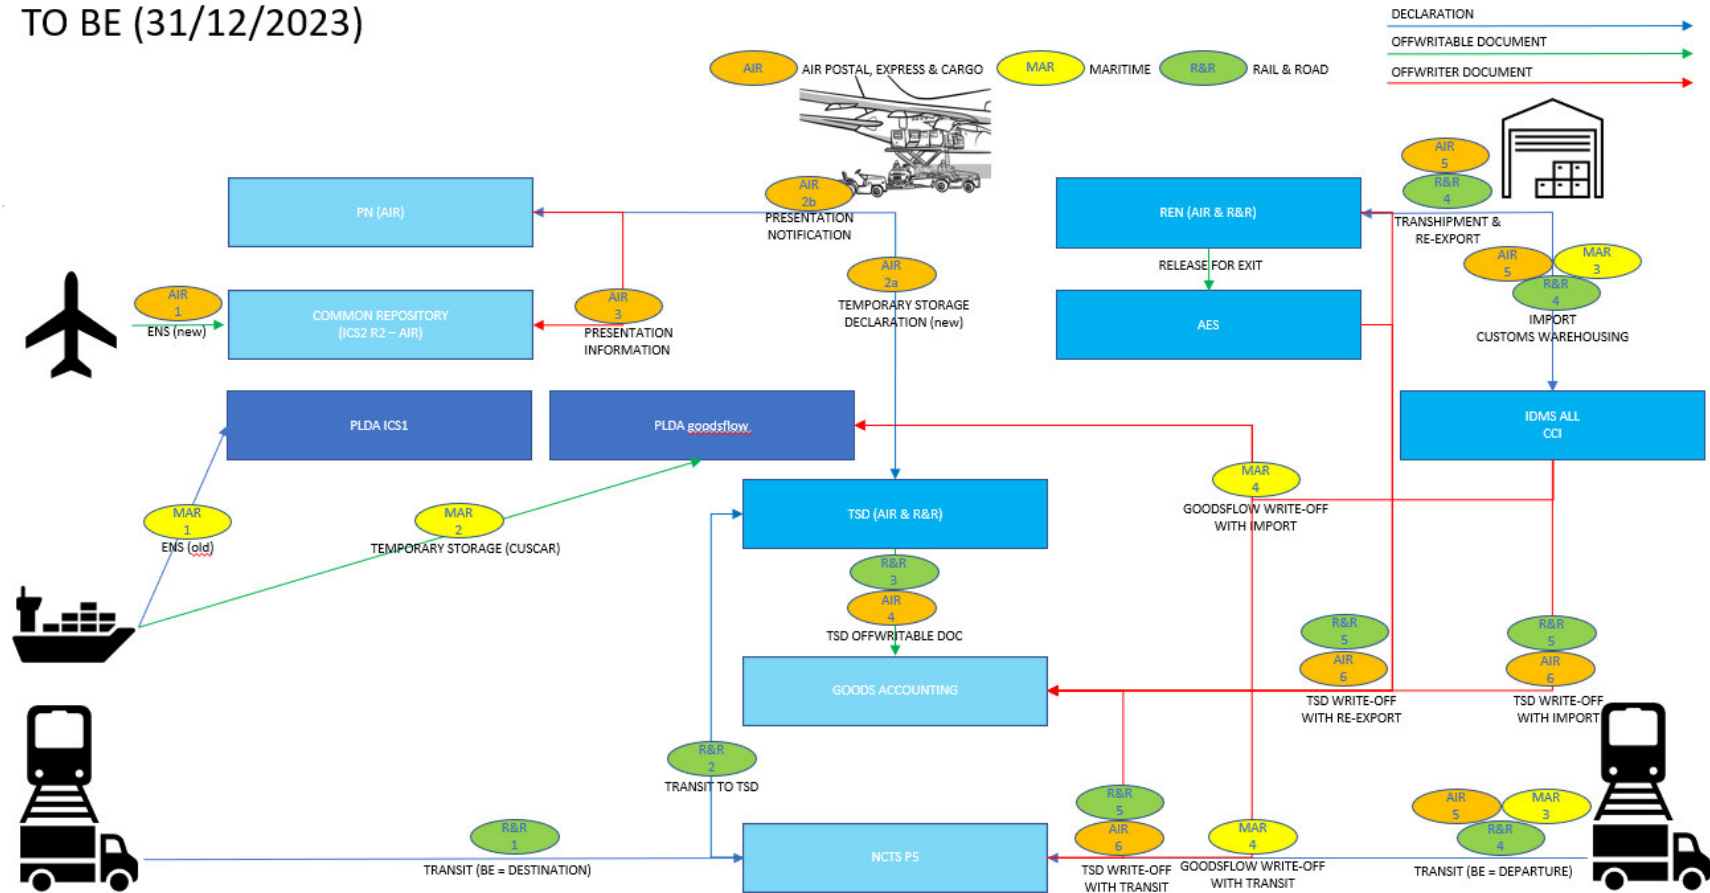 TO BE (31/12/2023)
DECLARATION
OFFWRITABLE DOCUMENT
OFFWRITER DOCUMENT
AIR
AIR POSTAL, EXPRESS & CARGO
MAR
MARITIME
R&R
RAIL & ROAD
PN (AIR)
AIR
2b
PRESENTATION
NOTIFICATION
REN (AIR & R&R)
AIR
5
R&R
4
TRANSHIPMENT &
RE-EXPORT
AIR
1
ENS (new)
COMMON REPOSITORY
(ICS2 R2 – AIR)
AIR
3
PRESENTATION
INFORMATION
AIR
2a
TEMPORARY STORAGE
DECLARATION (new)
RELEASE FOR EXIT
AES
AIR
5
MAR
3
R&R
4
IMPORT
CUSTOMS WAREHOUSING
PLDA ICS1
PLDA goodsflow
IDMS ALL
CCI
MAR
1
ENS (old)
MAR
2
TEMPORARY STORAGE (CUSCAR)
TSD (AIR & R&R)
MAR
4
GOODSFLOW WRITE-OFF
WITH IMPORT
R&R
3
AIR
4
TSD OFFWRITABLE DOC
GOODS ACCOUNTING
R&R
5
AIR
6
TSD WRITE-OFF
WITH RE-EXPORT
R&R
5
AIR
6
TSD WRITE-OFF
WITH IMPORT
R&R
2
TRANSIT TO TSD
R&R
1
TRANSIT (BE = DESTINATION)
NCTS P5
R&R
5
AIR
6
TSD WRITE-OFF
WITH TRANSIT
MAR
4
GOODSFLOW WRITE-OFF
WITH TRANSIT
AIR
5
MAR
3
R&R
4
TRANSIT (BE = DEPARTURE)